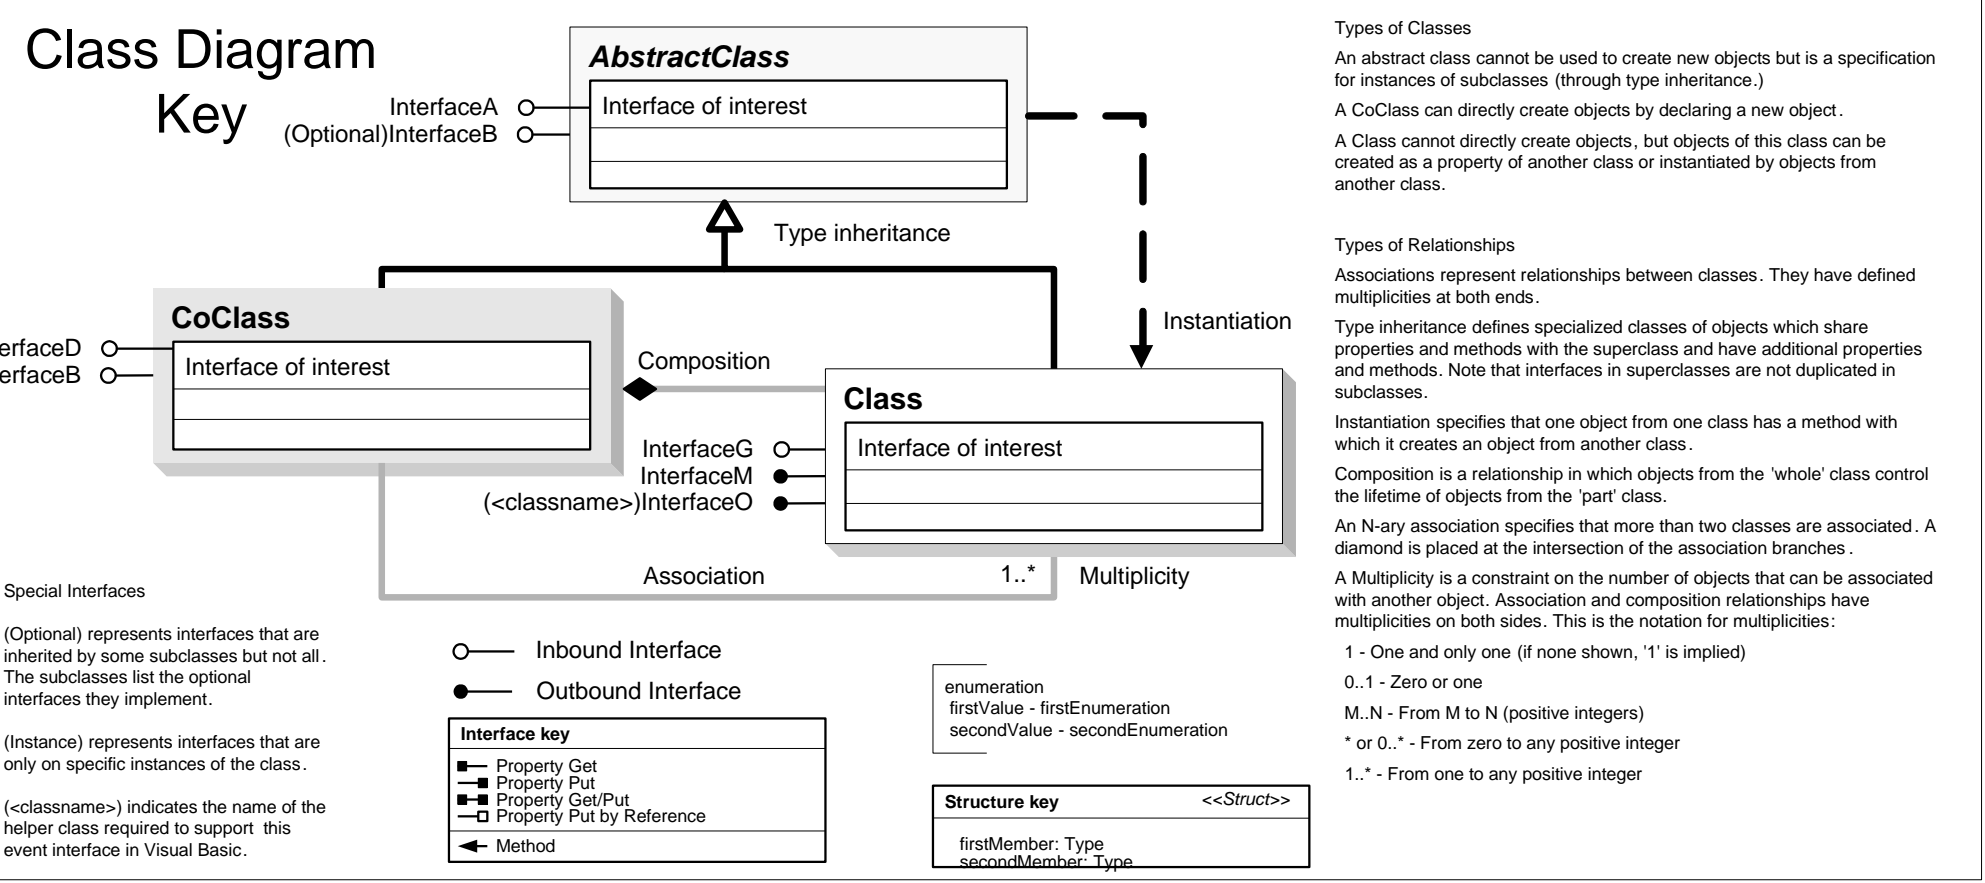 Class Diagram
Key
AbstractClass
Interface of interest
InterfaceA
(Optional)InterfaceB
Type inheritance
CoClass
Interface of interest
erfaceD
erfaceB
Composition
Instantiation
Class
Interface of interest
InterfaceG
InterfaceM
(<classname>)InterfaceO
Association
1..*
Multiplicity
Special Interfaces
(Optional) represents interfaces that are
inherited by some subclasses but not all.
The subclasses list the optional
interfaces they implement.
(Instance) represents interfaces that are
only on specific instances of the class.
(<classname>) indicates the name of the
helper class required to support this
event interface in Visual Basic.
Inbound Interface
Outbound Interface
Interface key
Property Get
Property Put
Property Get/Put
Property Put by Reference
Method
enumeration
firstValue - firstEnumeration
secondValue - secondEnumeration
Structure key <<Struct>>
firstMember: Type
secondMember: Type
Types of Classes
An abstract class cannot be used to create new objects but is a specification
for instances of subclasses (through type inheritance.)
A CoClass can directly create objects by declaring a new object.
A Class cannot directly create objects, but objects of this class can be
created as a property of another class or instantiated by objects from
another class.
Types of Relationships
Associations represent relationships between classes. They have defined
multiplicities at both ends.
Type inheritance defines specialized classes of objects which share
properties and methods with the superclass and have additional properties
and methods. Note that interfaces in superclasses are not duplicated in
subclasses.
Instantiation specifies that one object from one class has a method with
which it creates an object from another class.
Composition is a relationship in which objects from the 'whole' class control
the lifetime of objects from the 'part' class.
An N-ary association specifies that more than two classes are associated. A
diamond is placed at the intersection of the association branches.
A Multiplicity is a constraint on the number of objects that can be associated
with another object. Association and composition relationships have
multiplicities on both sides. This is the notation for multiplicities:
1 - One and only one (if none shown, '1' is implied)
0..1 - Zero or one
M..N - From M to N (positive integers)
* or 0..* - From zero to any positive integer
1..* - From one to any positive integer